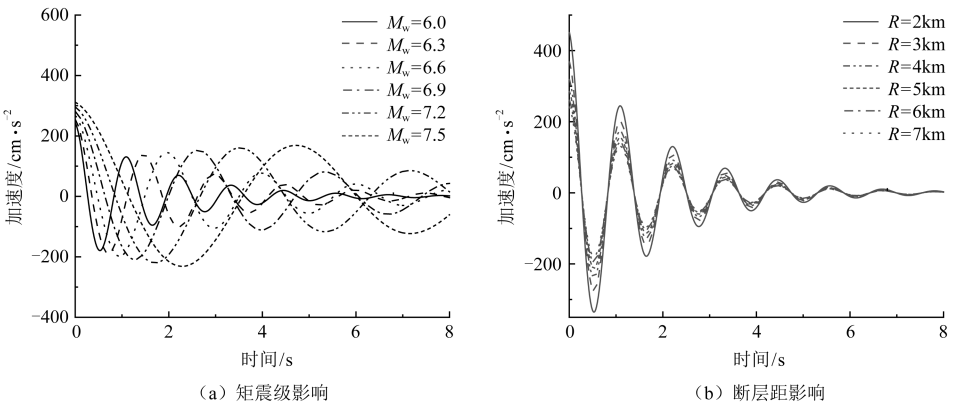 600
400
200
0
−200
−400
加速度/cm·s⁻²
0 2 4 6 8
时间/s
Mw=6.0
Mw=6.3
Mw=6.6
Mw=6.9
Mw=7.2
Mw=7.5
（a）矩震级影响
400
200
0
−200
加速度/cm·s⁻²
0 2 4 6 8
时间/s
R=2km
R=3km
R=4km
R=5km
R=6km
R=7km
（b）断层距影响